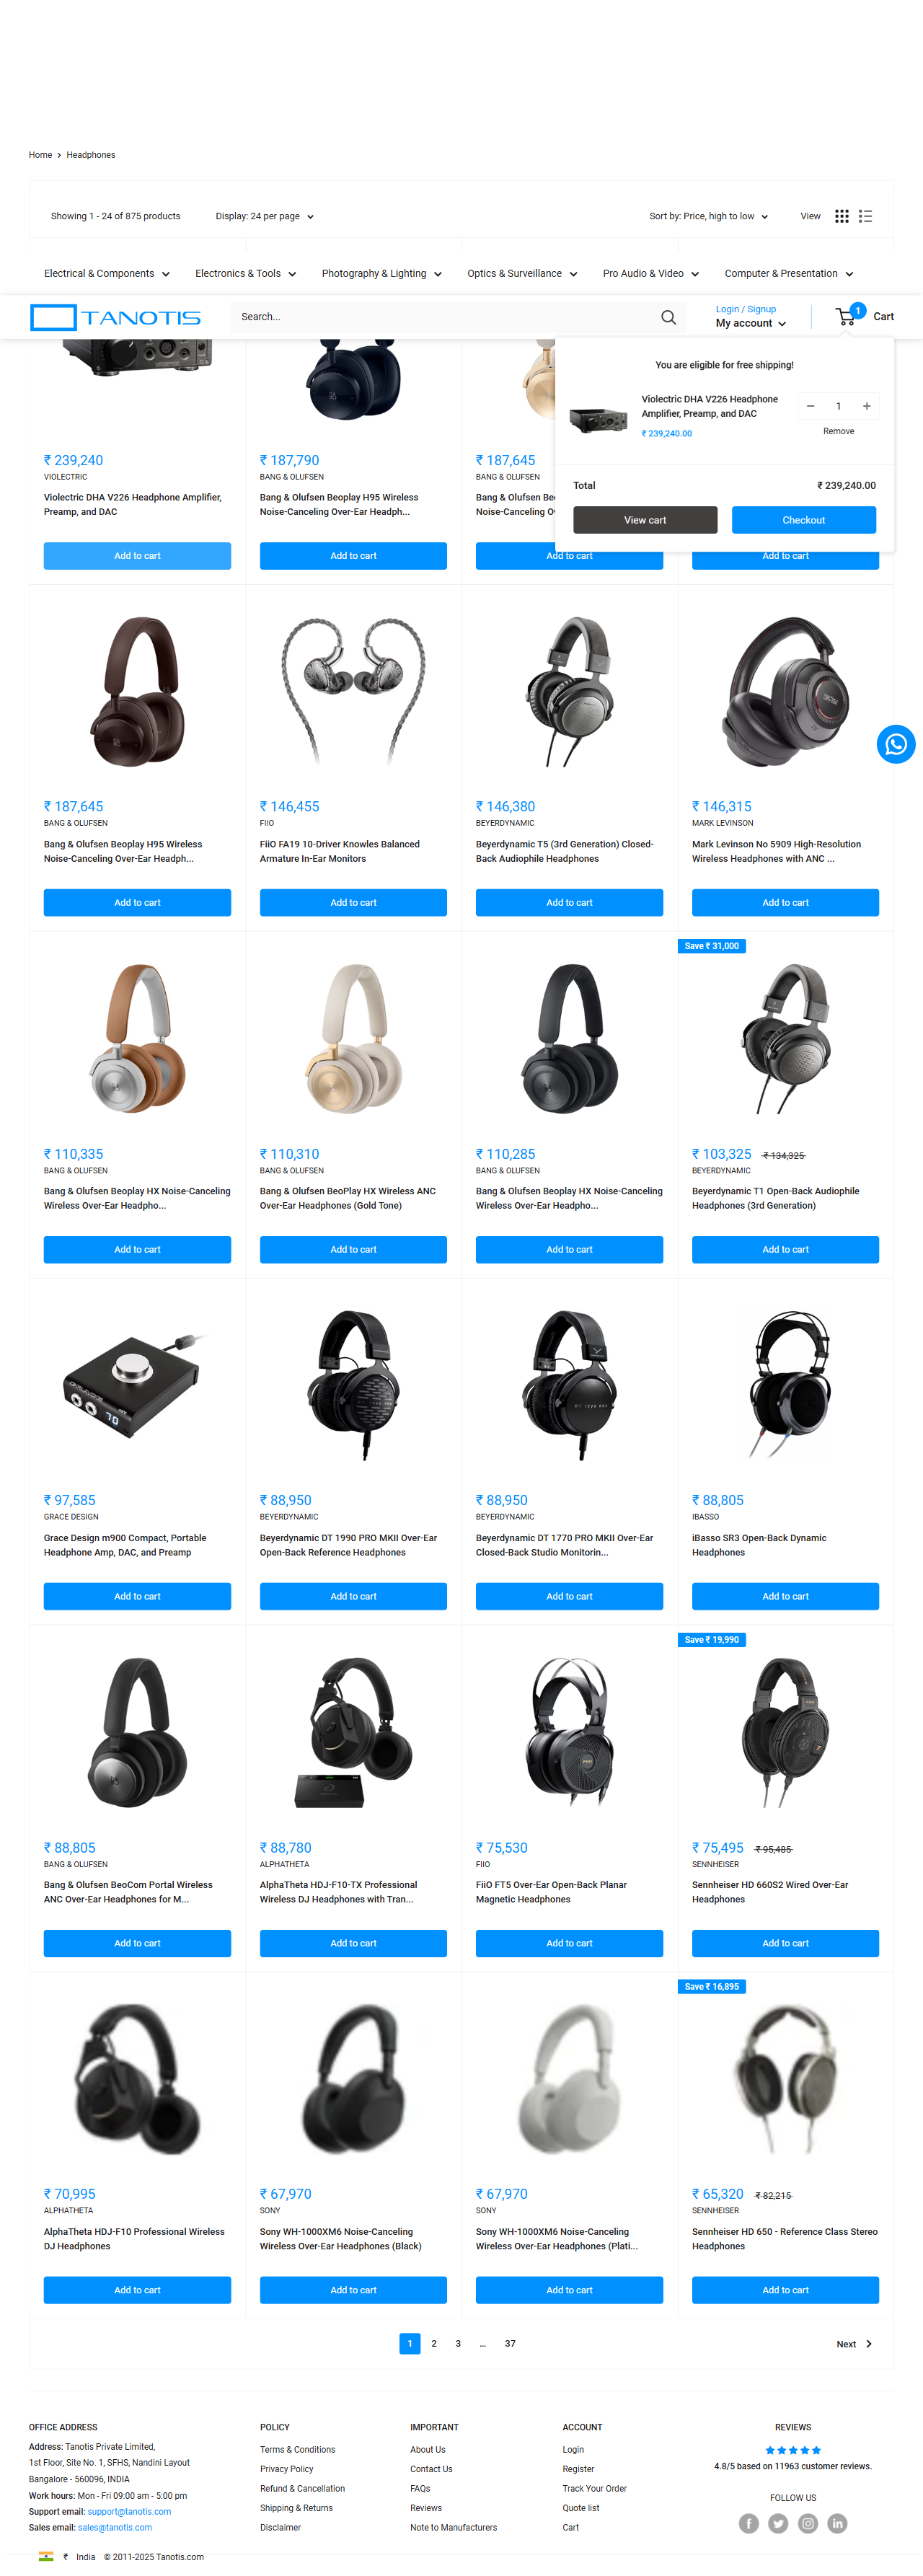 Home > Headphones
Showing 1 - 24 of 875 products
Display: 24 per page
Sort by: Price, high to low
View
Electrical & Components
Electronics & Tools
Photography & Lighting
Optics & Surveillance
Pro Audio & Video
Computer & Presentation
TANOTIS
Search...
Login / Signup
My account
1
Cart
You are eligible for free shipping!
Violectric DHA V226 Headphone
Amplifier, Preamp, and DAC
₹ 239,240.00
1
Remove
Total
₹ 239,240.00
View cart
Checkout
₹ 239,240
VIOLECTRIC
Violectric DHA V226 Headphone Amplifier,
Preamp, and DAC
Add to cart
₹ 187,790
BANG & OLUFSEN
Bang & Olufsen Beoplay H95 Wireless
Noise-Canceling Over-Ear Headph...
Add to cart
₹ 187,645
BANG & OLUFSEN
Bang & Olufsen
Noise-Canceling
Add to cart
Add to cart
₹ 187,645
BANG & OLUFSEN
Bang & Olufsen Beoplay H95 Wireless
Noise-Canceling Over-Ear Headph...
Add to cart
₹ 146,455
FIIO
FiiO FA19 10-Driver Knowles Balanced
Armature In-Ear Monitors
Add to cart
₹ 146,380
BEYERDYNAMIC
Beyerdynamic T5 (3rd Generation) Closed-
Back Audiophile Headphones
Add to cart
₹ 146,315
MARK LEVINSON
Mark Levinson No 5909 High-Resolution
Wireless Headphones with ANC ...
Add to cart
₹ 110,335
BANG & OLUFSEN
Bang & Olufsen Beoplay HX Noise-Canceling
Wireless Over-Ear Headpho...
Add to cart
₹ 110,310
BANG & OLUFSEN
Bang & Olufsen BeoPlay HX Wireless ANC
Over-Ear Headphones (Gold Tone)
Add to cart
₹ 110,285
BANG & OLUFSEN
Bang & Olufsen Beoplay HX Noise-Canceling
Wireless Over-Ear Headpho...
Add to cart
Save ₹ 31,000
₹ 103,325 ₹ 134,325
BEYERDYNAMIC
Beyerdynamic T1 Open-Back Audiophile
Headphones (3rd Generation)
Add to cart
70
₹ 97,585
GRACE DESIGN
Grace Design m900 Compact, Portable
Headphone Amp, DAC, and Preamp
Add to cart
₹ 88,950
BEYERDYNAMIC
Beyerdynamic DT 1990 PRO MKII Over-Ear
Open-Back Reference Headphones
Add to cart
₹ 88,950
BEYERDYNAMIC
Beyerdynamic DT 1770 PRO MKII Over-Ear
Closed-Back Studio Monitorin...
Add to cart
₹ 88,805
IBASSO
iBasso SR3 Open-Back Dynamic
Headphones
Add to cart
₹ 88,805
BANG & OLUFSEN
Bang & Olufsen BeoCom Portal Wireless
ANC Over-Ear Headphones for M...
Add to cart
₹ 88,780
ALPHATHETA
AlphaTheta HDJ-F10-TX Professional
Wireless DJ Headphones with Tran...
Add to cart
₹ 75,530
FIIO
FiiO FT5 Over-Ear Open-Back Planar
Magnetic Headphones
Add to cart
Save ₹ 19,990
₹ 75,495 ₹ 95,485
SENNHEISER
Sennheiser HD 660S2 Wired Over-Ear
Headphones
Add to cart
₹ 70,995
ALPHATHETA
AlphaTheta HDJ-F10 Professional Wireless
DJ Headphones
Add to cart
₹ 67,970
SONY
Sony WH-1000XM6 Noise-Canceling
Wireless Over-Ear Headphones (Black)
Add to cart
₹ 67,970
SONY
Sony WH-1000XM6 Noise-Canceling
Wireless Over-Ear Headphones (Plati...
Add to cart
Save ₹ 16,895
₹ 65,320 ₹ 82,215
SENNHEISER
Sennheiser HD 650 - Reference Class Stereo
Headphones
Add to cart
1 2 3 … 37
Next
OFFICE ADDRESS
Address: Tanotis Private Limited,
1st Floor, Site No. 1, SFHS, Nandini Layout
Bangalore - 560096, INDIA
Work hours: Mon - Fri 09:00 am - 5:00 pm
Support email: support@tanotis.com
Sales email: sales@tanotis.com
POLICY
Terms & Conditions
Privacy Policy
Refund & Cancellation
Shipping & Returns
Disclaimer
IMPORTANT
About Us
Contact Us
FAQs
Reviews
Note to Manufacturers
ACCOUNT
Login
Register
Track Your Order
Quote list
Cart
REVIEWS
4.8/5 based on 11963 customer reviews.
FOLLOW US
₹ India © 2011-2025 Tanotis.com